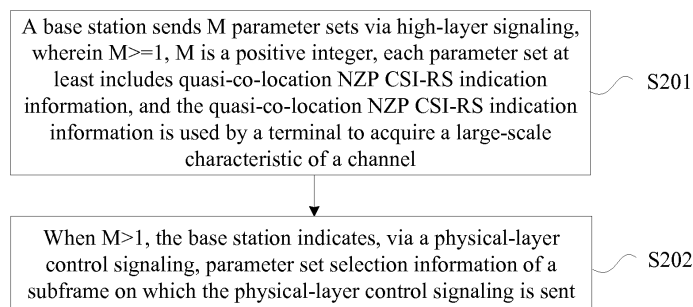 A base station sends M parameter sets via high-layer signaling,
wherein M>=1, M is a positive integer, each parameter set at
least includes quasi-co-location NZP CSI-RS indication
information, and the quasi-co-location NZP CSI-RS indication
information is used by a terminal to acquire a large-scale
characteristic of a channel
S201
When M>1, the base station indicates, via a physical-layer
control signaling, parameter set selection information of a
subframe on which the physical-layer control signaling is sent
S202